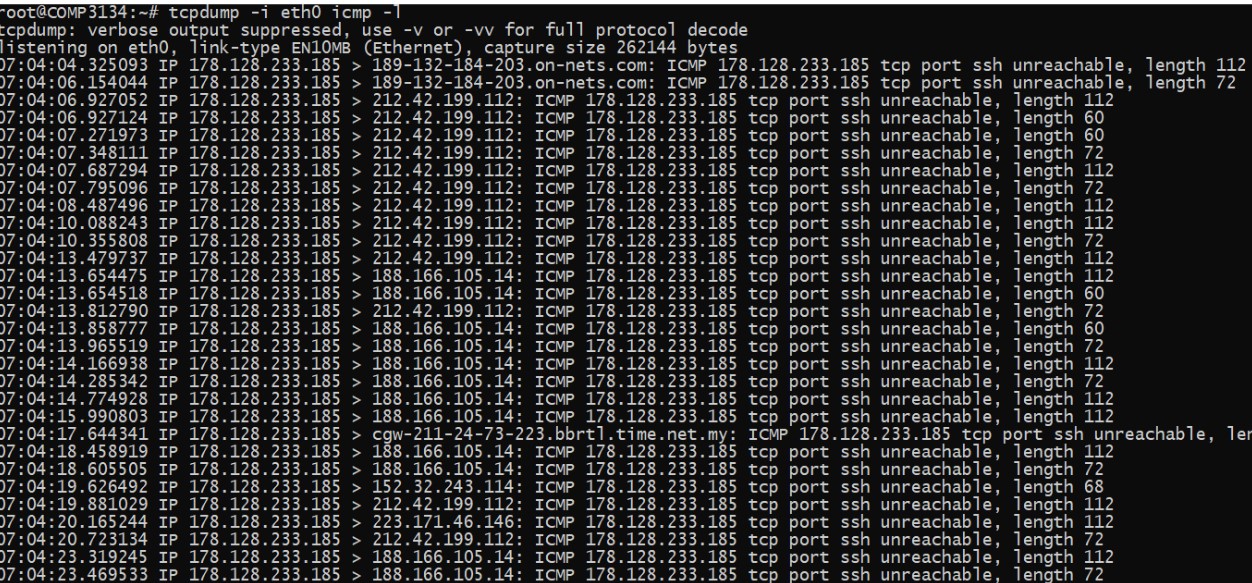 root@COMP3134:~# tcpdump -i eth0 icmp -l
tcpdump: verbose output suppressed, use -v or -vv for full protocol decode
listening on eth0, link-type EN10MB (Ethernet), capture size 262144 bytes
07:04:04.325093 IP 178.128.233.185 > 189-132-184-203.on-nets.com: ICMP 178.128.233.185 tcp port ssh unreachable, length 112
07:04:06.154044 IP 178.128.233.185 > 189-132-184-203.on-nets.com: ICMP 178.128.233.185 tcp port ssh unreachable, length 72
07:04:06.927052 IP 178.128.233.185 > 212.42.199.112: ICMP 178.128.233.185 tcp port ssh unreachable, length 112
07:04:06.927124 IP 178.128.233.185 > 212.42.199.112: ICMP 178.128.233.185 tcp port ssh unreachable, length 60
07:04:07.271973 IP 178.128.233.185 > 212.42.199.112: ICMP 178.128.233.185 tcp port ssh unreachable, length 60
07:04:07.348111 IP 178.128.233.185 > 212.42.199.112: ICMP 178.128.233.185 tcp port ssh unreachable, length 72
07:04:07.687294 IP 178.128.233.185 > 212.42.199.112: ICMP 178.128.233.185 tcp port ssh unreachable, length 112
07:04:07.795096 IP 178.128.233.185 > 212.42.199.112: ICMP 178.128.233.185 tcp port ssh unreachable, length 72
07:04:08.487496 IP 178.128.233.185 > 212.42.199.112: ICMP 178.128.233.185 tcp port ssh unreachable, length 112
07:04:10.088243 IP 178.128.233.185 > 212.42.199.112: ICMP 178.128.233.185 tcp port ssh unreachable, length 112
07:04:10.355808 IP 178.128.233.185 > 212.42.199.112: ICMP 178.128.233.185 tcp port ssh unreachable, length 72
07:04:13.479737 IP 178.128.233.185 > 212.42.199.112: ICMP 178.128.233.185 tcp port ssh unreachable, length 112
07:04:13.654475 IP 178.128.233.185 > 188.166.105.14: ICMP 178.128.233.185 tcp port ssh unreachable, length 112
07:04:13.654518 IP 178.128.233.185 > 188.166.105.14: ICMP 178.128.233.185 tcp port ssh unreachable, length 60
07:04:13.812790 IP 178.128.233.185 > 212.42.199.112: ICMP 178.128.233.185 tcp port ssh unreachable, length 72
07:04:13.858777 IP 178.128.233.185 > 188.166.105.14: ICMP 178.128.233.185 tcp port ssh unreachable, length 60
07:04:13.965519 IP 178.128.233.185 > 188.166.105.14: ICMP 178.128.233.185 tcp port ssh unreachable, length 72
07:04:14.166938 IP 178.128.233.185 > 188.166.105.14: ICMP 178.128.233.185 tcp port ssh unreachable, length 112
07:04:14.285342 IP 178.128.233.185 > 188.166.105.14: ICMP 178.128.233.185 tcp port ssh unreachable, length 72
07:04:14.774928 IP 178.128.233.185 > 188.166.105.14: ICMP 178.128.233.185 tcp port ssh unreachable, length 112
07:04:15.990803 IP 178.128.233.185 > 188.166.105.14: ICMP 178.128.233.185 tcp port ssh unreachable, length 112
07:04:17.644341 IP 178.128.233.185 > cgw-211-24-73-223.bbrtl.time.net.my: ICMP 178.128.233.185 tcp port ssh unreachable, len
07:04:18.458919 IP 178.128.233.185 > 188.166.105.14: ICMP 178.128.233.185 tcp port ssh unreachable, length 112
07:04:18.605505 IP 178.128.233.185 > 188.166.105.14: ICMP 178.128.233.185 tcp port ssh unreachable, length 72
07:04:19.626492 IP 178.128.233.185 > 152.32.243.114: ICMP 178.128.233.185 tcp port ssh unreachable, length 68
07:04:19.881029 IP 178.128.233.185 > 212.42.199.112: ICMP 178.128.233.185 tcp port ssh unreachable, length 112
07:04:20.165244 IP 178.128.233.185 > 223.171.46.146: ICMP 178.128.233.185 tcp port ssh unreachable, length 112
07:04:20.723134 IP 178.128.233.185 > 212.42.199.112: ICMP 178.128.233.185 tcp port ssh unreachable, length 72
07:04:23.319245 IP 178.128.233.185 > 188.166.105.14: ICMP 178.128.233.185 tcp port ssh unreachable, length 112
07:04:23.469533 IP 178.128.233.185 > 188.166.105.14: ICMP 178.128.233.185 tcp port ssh unreachable, length 72